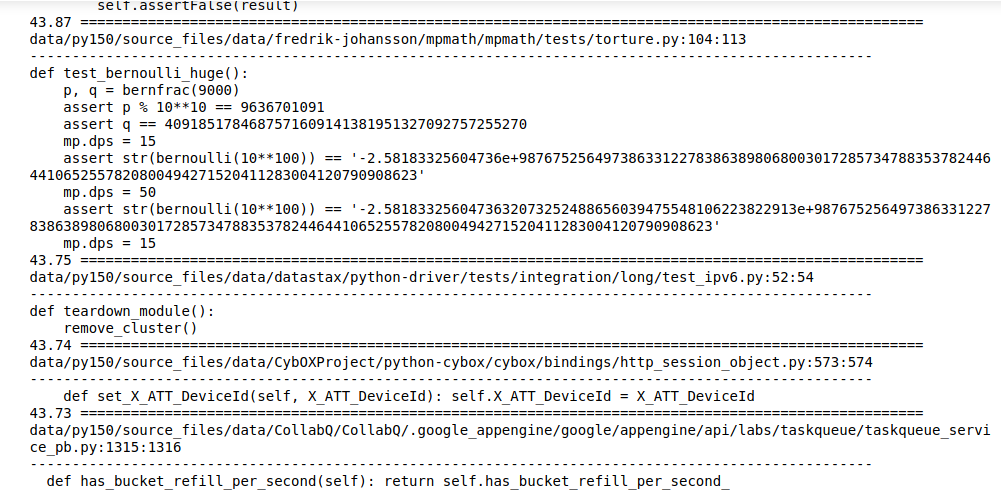 self.assertFalse(result)
43.87 ====================================================================================================
data/py150/source_files/data/fredrik-johansson/mpmath/mpmath/tests/torture.py:104:113
----------------------------------------------------------------------------------------------------
def test_bernoulli_huge():
    p, q = bernfrac(9000)
    assert p % 10**10 == 9636701091
    assert q == 4091851784687571609141381951327092757255270
    mp.dps = 15
    assert str(bernoulli(10**100)) == '-2.58183325604736e+987675256497386331227838638980680030172857347883537824464410652557820800494271520411283004120790908623'
    mp.dps = 50
    assert str(bernoulli(10**100)) == '-2.5818332560473632073252488656039475548106223822913e+987675256497386331227838638980680030172857347883537824464410652557820800494271520411283004120790908623'
    mp.dps = 15
43.75 ====================================================================================================
data/py150/source_files/data/datastax/python-driver/tests/integration/long/test_ipv6.py:52:54
----------------------------------------------------------------------------------------------------
def teardown_module():
    remove_cluster()
43.74 ====================================================================================================
data/py150/source_files/data/CybOXProject/python-cybox/cybox/bindings/http_session_object.py:573:574
----------------------------------------------------------------------------------------------------
    def set_X_ATT_DeviceId(self, X_ATT_DeviceId): self.X_ATT_DeviceId = X_ATT_DeviceId
43.73 ====================================================================================================
data/py150/source_files/data/CollabQ/CollabQ/.google_appengine/google/appengine/api/labs/taskqueue/taskqueue_servi
ce_pb.py:1315:1316
----------------------------------------------------------------------------------------------------
  def has_bucket_refill_per_second(self): return self.has_bucket_refill_per_second_